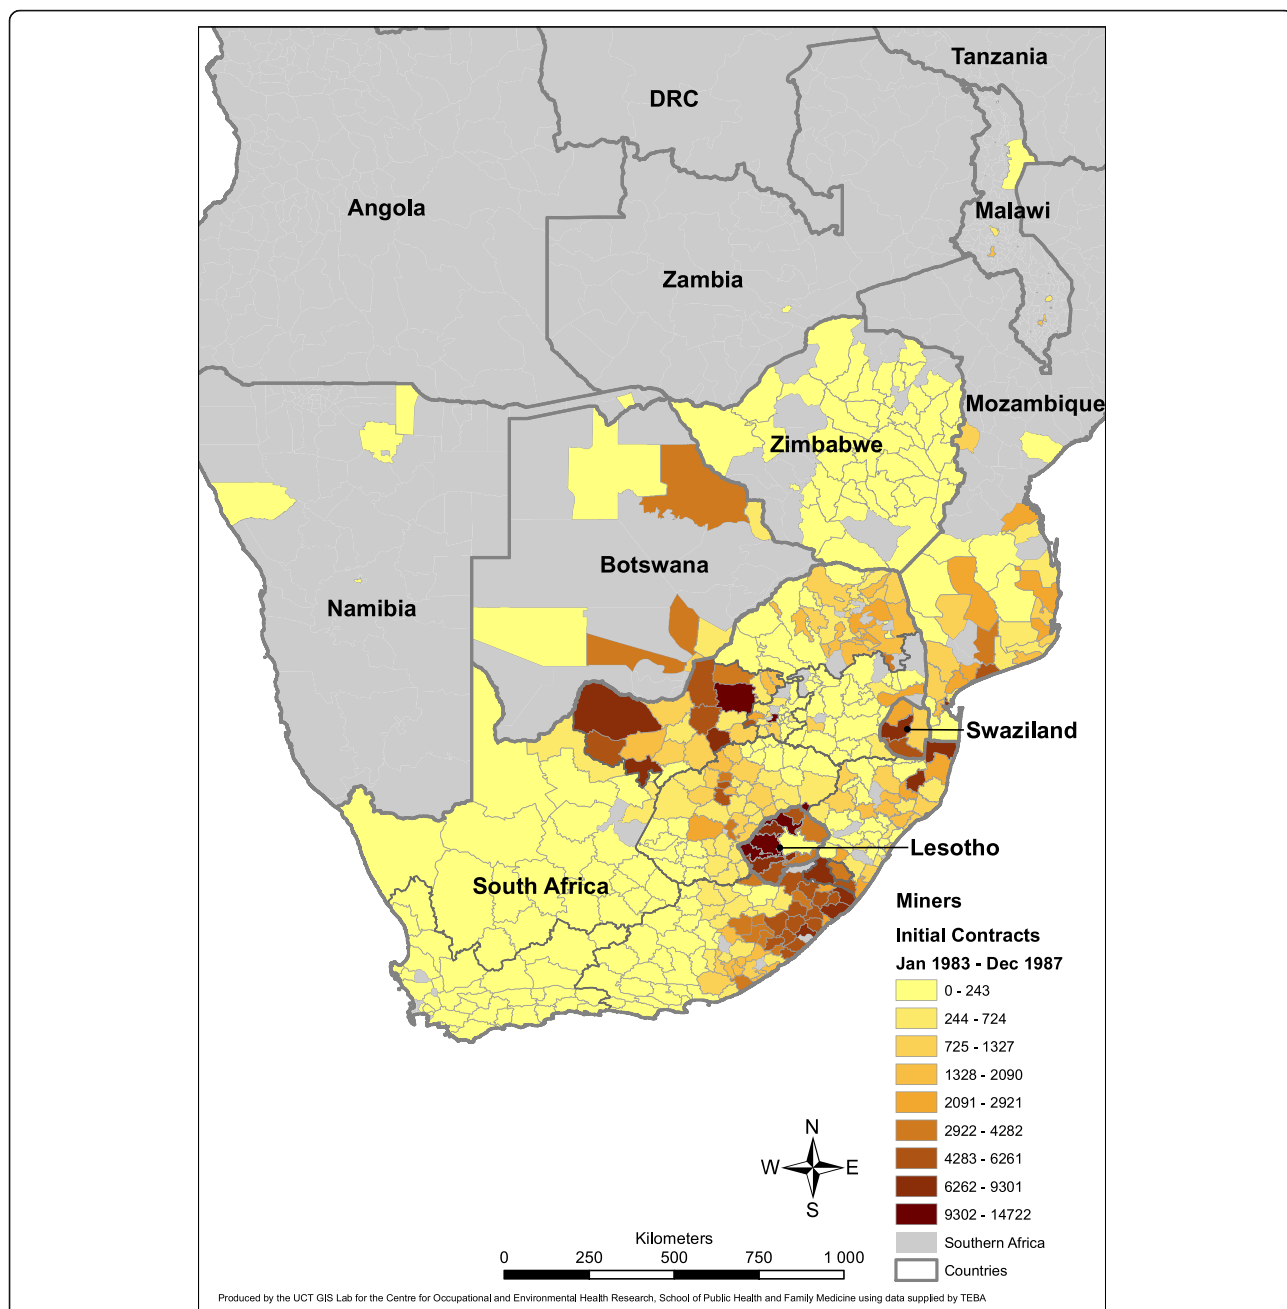 Tanzania
DRC
Angola
Malawi
Zambia
Mozambique
Zimbabwe
Botswana
Namibia
Swaziland
Lesotho
South Africa
Miners
Initial Contracts
Jan 1983 - Dec 1987
0 - 243
244 - 724
725 - 1327
1328 - 2090
2091 - 2921
2922 - 4282
4283 - 6261
6262 - 9301
9302 - 14722
Southern Africa
Countries
N
W E
S
Kilometers
0 250 500 750 1 000
Produced by the UCT GIS Lab for the Centre for Occupational and Environmental Health Research, School of Public Health and Family Medicine using data supplied by TEBA